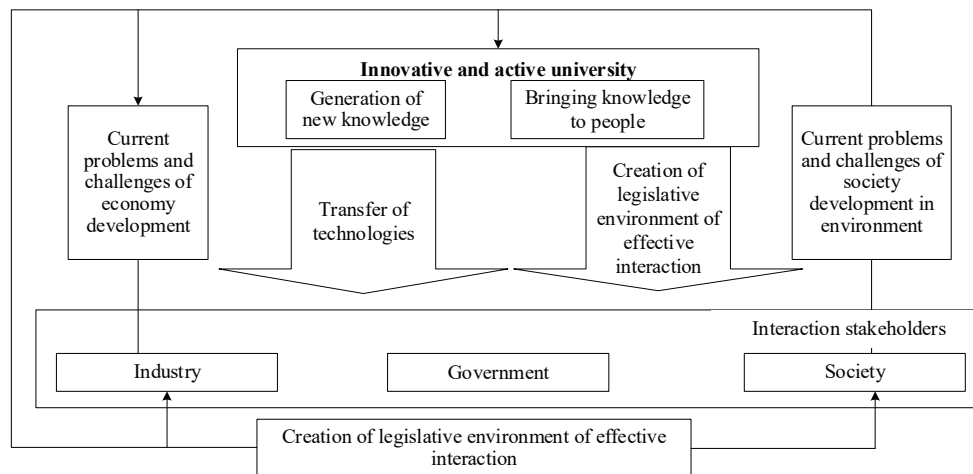 Innovative and active university
Generation of
new knowledge
Bringing knowledge
to people
Current
problems and
challenges of
economy
development
Transfer of
technologies
Creation of
legislative
environment of
effective
interaction
Current problems
and challenges of
society
development in
environment
Interaction stakeholders
Industry
Government
Society
Creation of legislative environment of effective
interaction